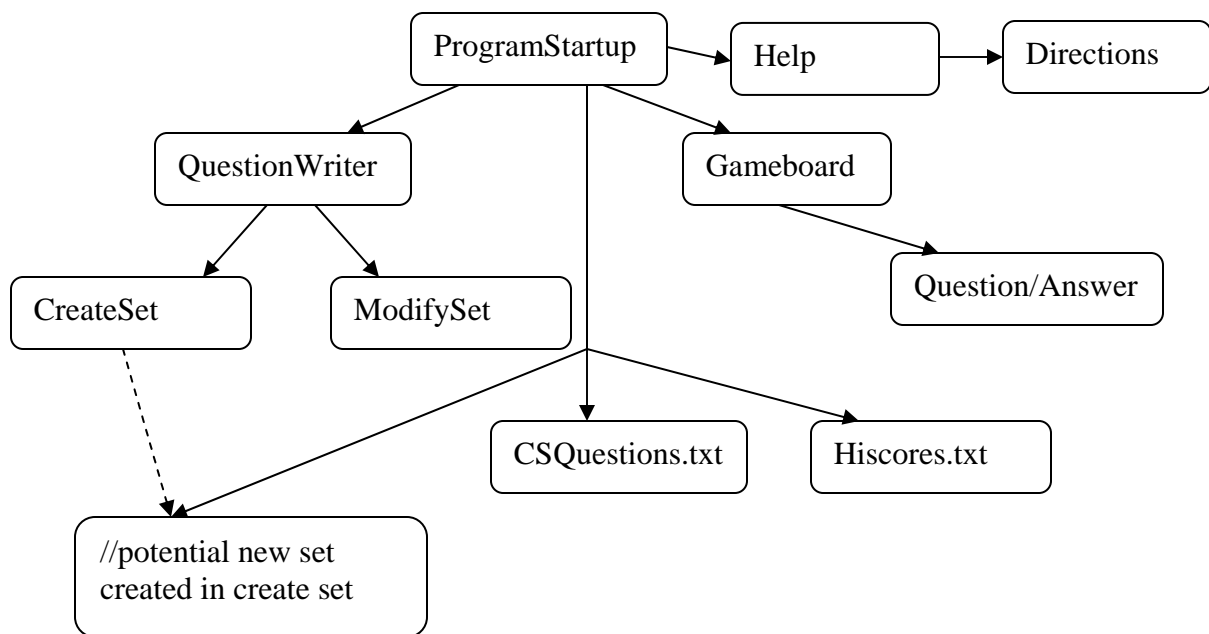 ProgramStartup
Help
Directions
QuestionWriter
Gameboard
CreateSet
ModifySet
Question/Answer
CSQuestions.txt
Hiscores.txt
//potential new set
created in create set